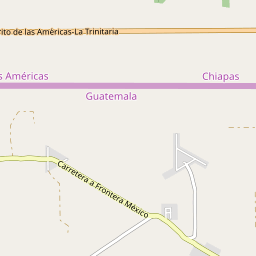 rito de las Américas-La Trinitaria
s Américas
Chiapas
Guatemala
Carretera a Frontera México